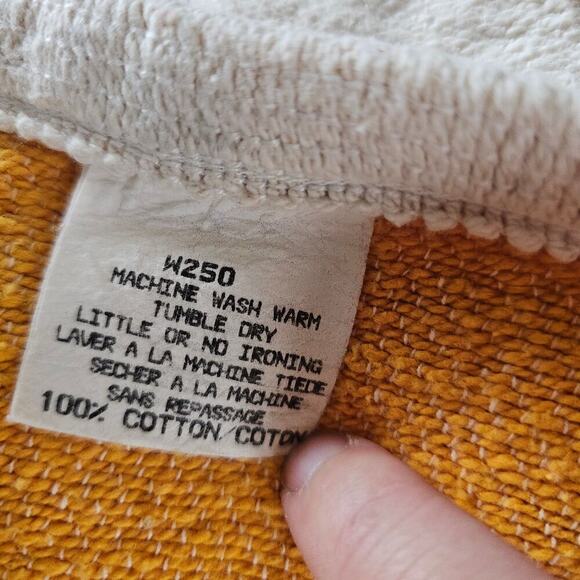 W250
MACHINE WASH WARM
TUMBLE DRY
LITTLE OR NO IRONING
LAVER A LA MACHINE TIEDE
SECHER A LA MACHINE
SANS REPASSAGE
100% COTTON/COTON